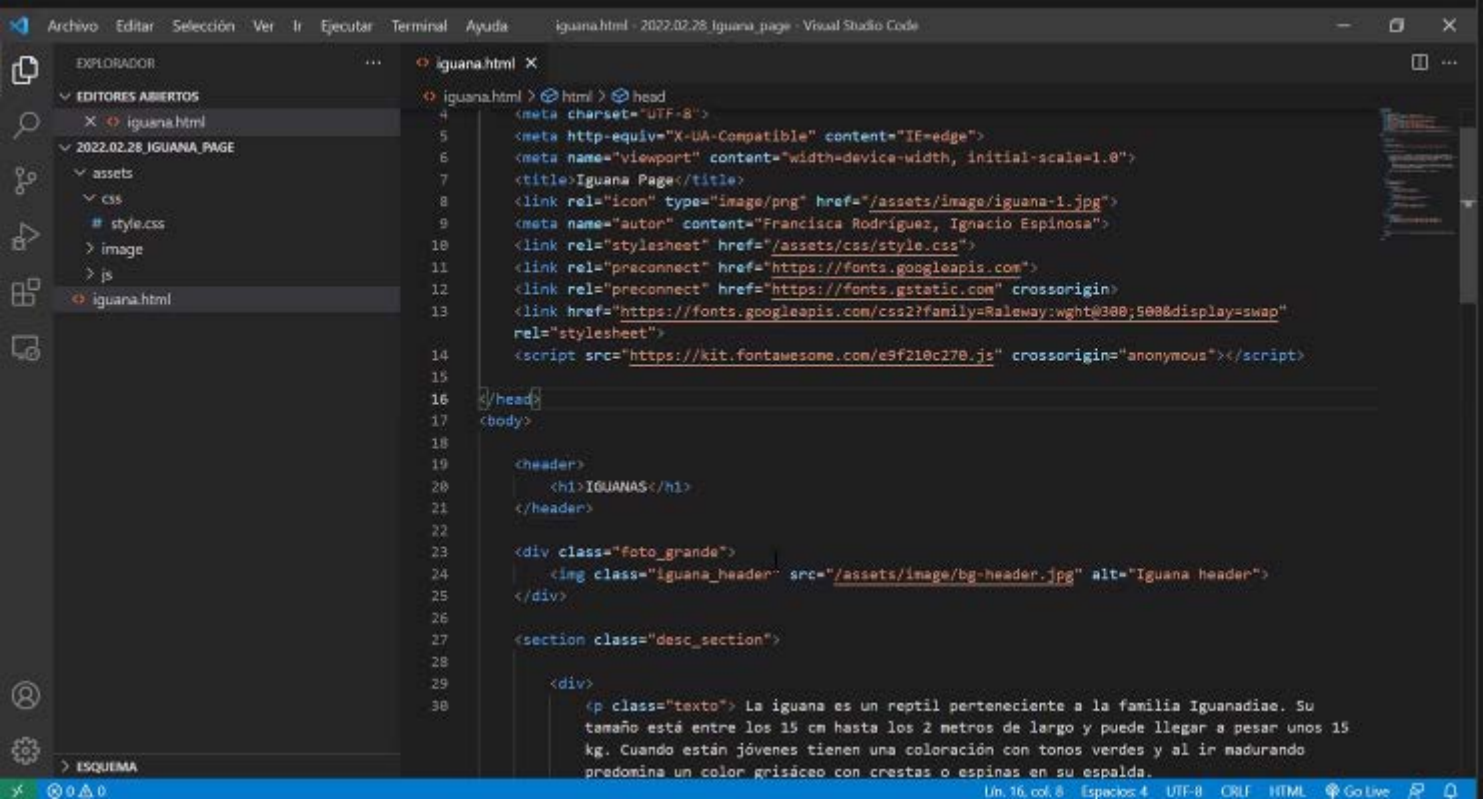 Archivo Editar Selección Ver Ir Ejecutar Terminal Ayuda
iguana.html - 2022.02.28_Iguana_page - Visual Studio Code
EXPLORADOR
EDITORES ABIERTOS
iguana.html
2022.02.28_IGUANA_PAGE
assets
css
# style.css
image
js
iguana.html
ESQUEMA
iguana.html
iguana.html > html > head
4 <meta charset="UTF-8">
5 <meta http-equiv="X-UA-Compatible" content="IE=edge">
6 <meta name="viewport" content="width=device-width, initial-scale=1.0">
7 <title>Iguana Page</title>
8 <link rel="icon" type="image/png" href="/assets/image/iguana-1.jpg">
9 <meta name="autor" content="Francisca Rodríguez, Ignacio Espinosa">
10 <link rel="stylesheet" href="/assets/css/style.css">
11 <link rel="preconnect" href="https://fonts.googleapis.com">
12 <link rel="preconnect" href="https://fonts.gstatic.com" crossorigin>
13 <link href="https://fonts.googleapis.com/css2?family=Raleway:wght@300;500&display=swap"
rel="stylesheet">
14 <script src="https://kit.fontawesome.com/e9f210c270.js" crossorigin="anonymous"></script>
15
16 </head>
17 <body>
18
19 <header>
20 <h1>IGUANAS</h1>
21 </header>
22
23 <div class="foto_grande">
24 <img class="iguana_header" src="/assets/image/bg-header.jpg" alt="Iguana header">
25 </div>
26
27 <section class="desc_section">
28
29 <div>
30 <p class="texto"> La iguana es un reptil perteneciente a la familia Iguanadiae. Su
tamaño está entre los 15 cm hasta los 2 metros de largo y puede llegar a pesar unos 15
kg. Cuando están jóvenes tienen una coloración con tonos verdes y al ir madurando
predomina un color grisáceo con crestas o espinas en su espalda.
0 0 Lín. 16, col. 8 Espacios: 4 UTF-8 CRLF HTML Go Live